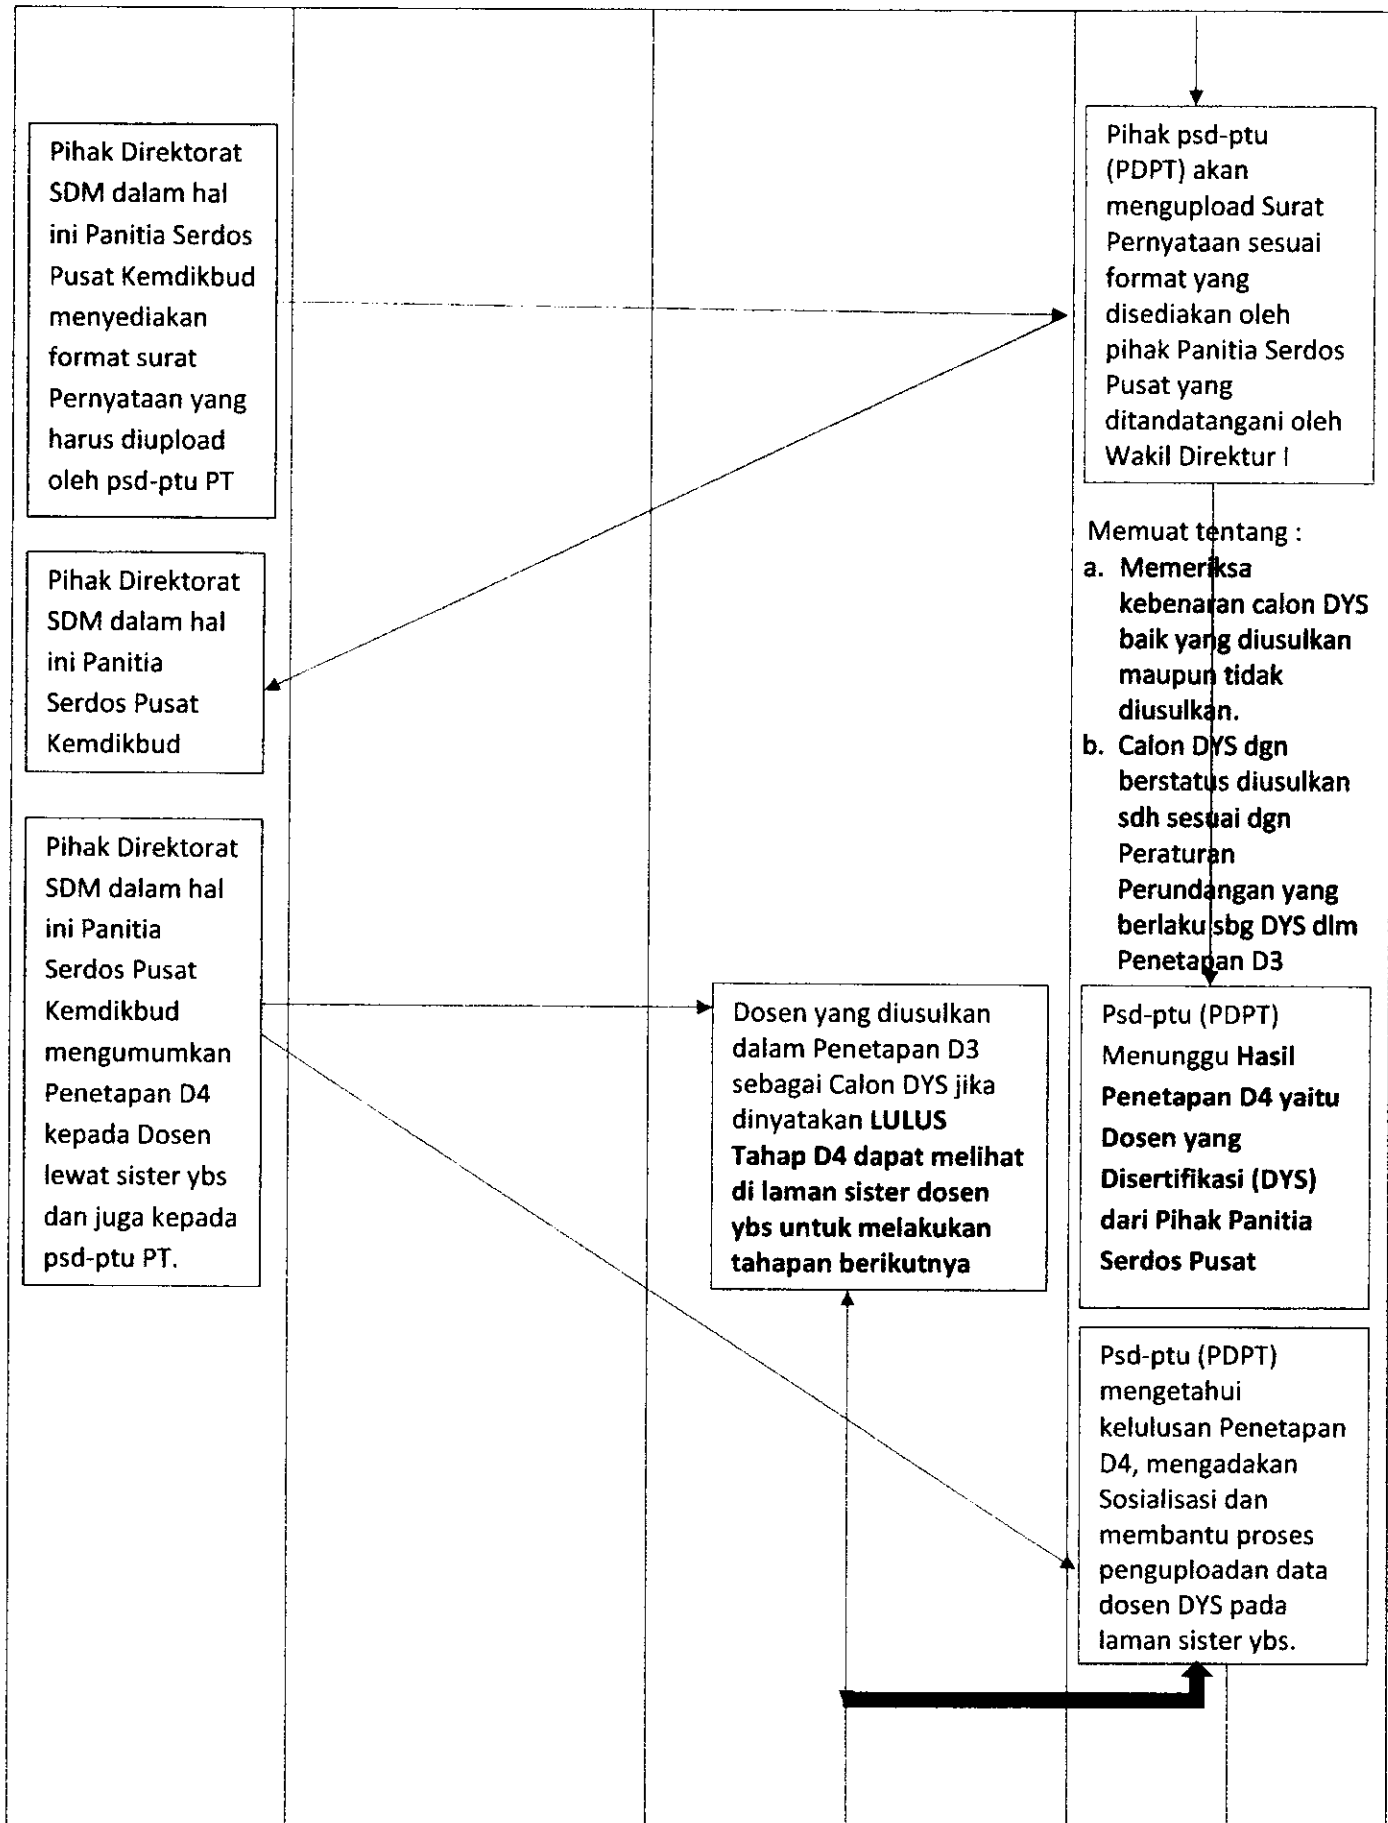 Pihak Direktorat
SDM dalam hal
ini Panitia Serdos
Pusat Kemdikbud
menyediakan
format surat
Pernyataan yang
harus diupload
oleh psd-ptu PT
Pihak psd-ptu
(PDPT) akan
mengupload Surat
Pernyataan sesuai
format yang
disediakan oleh
pihak Panitia Serdos
Pusat yang
ditandatangani oleh
Wakil Direktur I
Memuat tentang :
a. Memeriksa
kebenaran calon DYS
baik yang diusulkan
maupun tidak
diusulkan.
b. Calon DYS dgn
berstatus diusulkan
sdh sesuai dgn
Peraturan
Perundangan yang
berlaku sbg DYS dlm
Penetapan D3
Pihak Direktorat
SDM dalam hal
ini Panitia
Serdos Pusat
Kemdikbud
Pihak Direktorat
SDM dalam hal
ini Panitia
Serdos Pusat
Kemdikbud
mengumumkan
Penetapan D4
kepada Dosen
lewat sister ybs
dan juga kepada
psd-ptu PT.
Dosen yang diusulkan
dalam Penetapan D3
sebagai Calon DYS jika
dinyatakan LULUS
Tahap D4 dapat melihat
di laman sister dosen
ybs untuk melakukan
tahapan berikutnya
Psd-ptu (PDPT)
Menunggu Hasil
Penetapan D4 yaitu
Dosen yang
Disertifikasi (DYS)
dari Pihak Panitia
Serdos Pusat
Psd-ptu (PDPT)
mengetahui
kelulusan Penetapan
D4, mengadakan
Sosialisasi dan
membantu proses
penguploadan data
dosen DYS pada
laman sister ybs.